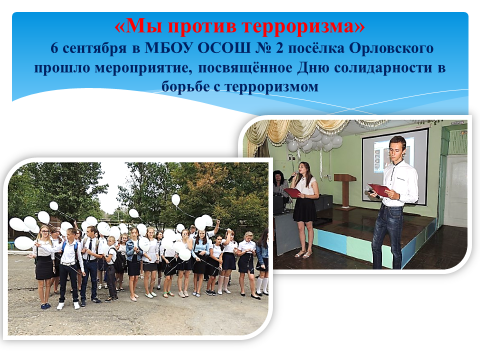 «Мы против терроризма»
6 сентября в МБОУ ОСОШ № 2 посёлка Орловского
прошло мероприятие, посвящённое Дню солидарности в
борьбе с терроризмом